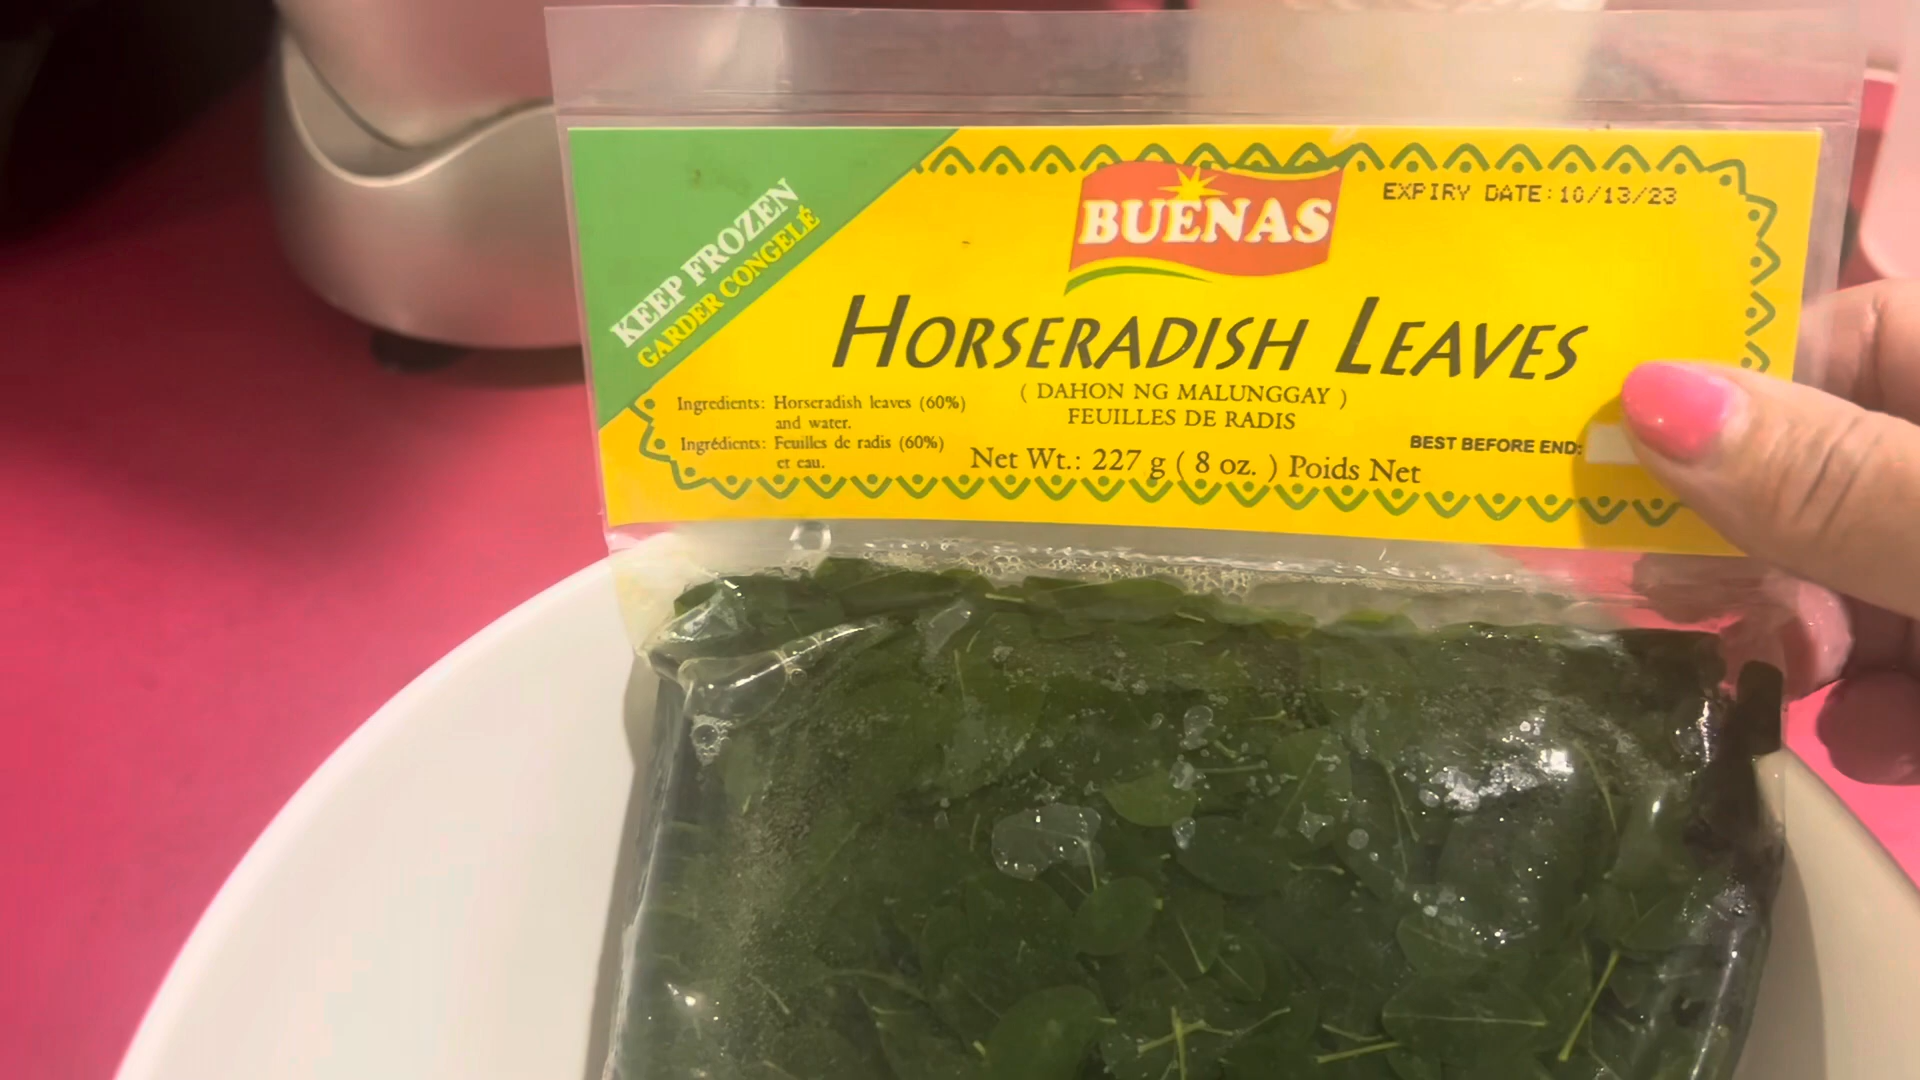 KEEP FROZEN
GARDER CONGELÉ
BUENAS
EXPIRY DATE:10/13/23
HORSERADISH LEAVES
( DAHON NG MALUNGGAY )
FEUILLES DE RADIS
Ingredients: Horseradish leaves (60%)
and water.
Ingrédients: Feuilles de radis (60%)
et eau.
Net Wt.: 227 g ( 8 oz. ) Poids Net
BEST BEFORE END: